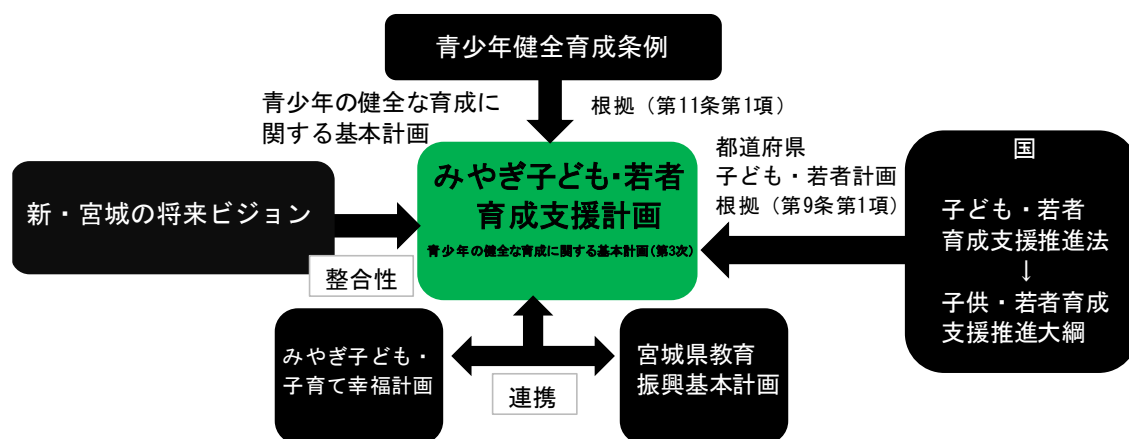 青少年健全育成条例
青少年の健全な育成に
関する基本計画
根拠（第11条第1項）
みやぎ子ども・若者
育成支援計画
青少年の健全な育成に関する基本計画(第3次)
都道府県
子ども・若者計画
根拠（第9条第1項）
国
子ども・若者
育成支援推進法
↓
子供・若者育成
支援推進大綱
新・宮城の将来ビジョン
整合性
みやぎ子ども・
子育て幸福計画
連携
宮城県教育
振興基本計画